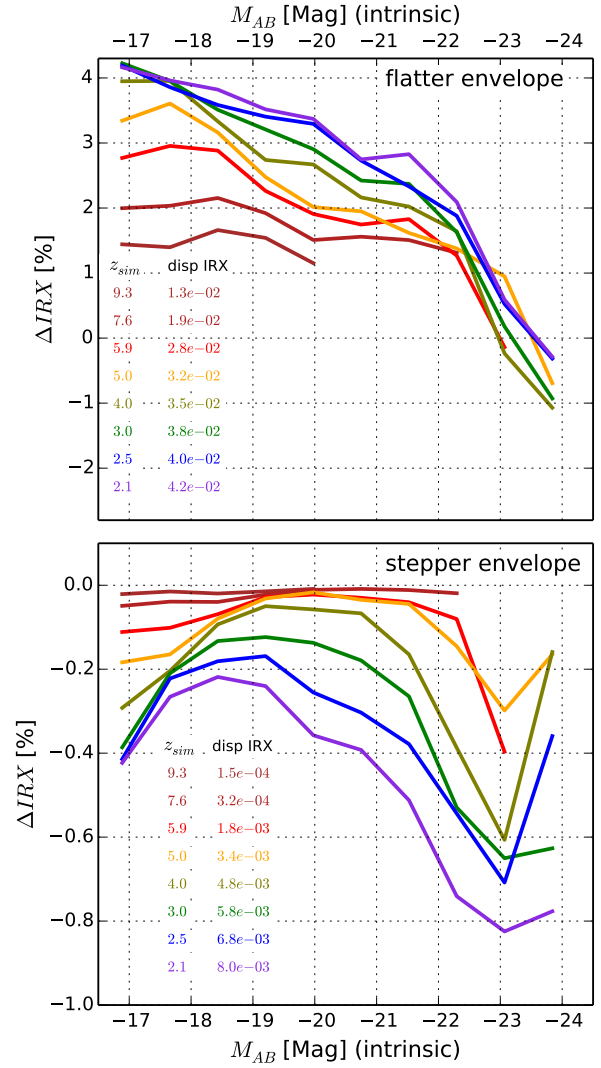 M_AB [Mag] (intrinsic)
−17 −18 −19 −20 −21 −22 −23 −24
flatter envelope
4
3
2
1
0
−1
−2
ΔIRX [%]
z_sim disp IRX
9.3 1.3e−02
7.6 1.9e−02
5.9 2.8e−02
5.0 3.2e−02
4.0 3.5e−02
3.0 3.8e−02
2.5 4.0e−02
2.1 4.2e−02
stepper envelope
0.0
−0.2
−0.4
−0.6
−0.8
−1.0
ΔIRX [%]
z_sim disp IRX
9.3 1.5e−04
7.6 3.2e−04
5.9 1.8e−03
5.0 3.4e−03
4.0 4.8e−03
3.0 5.8e−03
2.5 6.8e−03
2.1 8.0e−03
−17 −18 −19 −20 −21 −22 −23 −24
M_AB [Mag] (intrinsic)